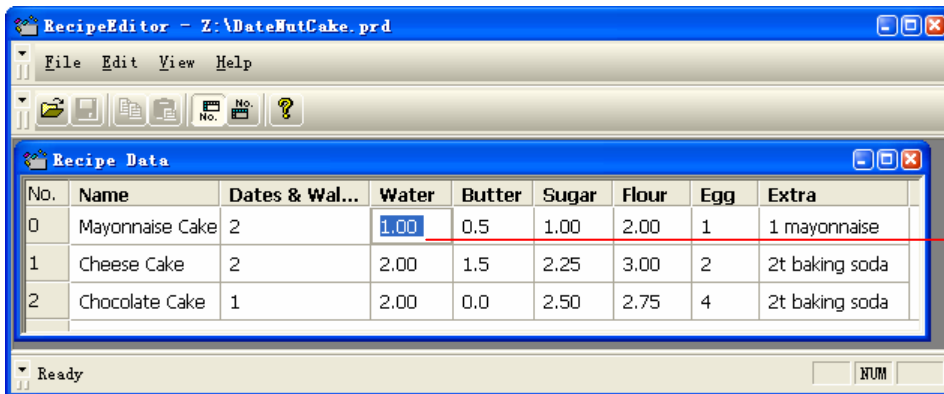 RecipeEditor - Z:\DateNutCake.prd
File Edit View Help
No. No. ?
Recipe Data
No. Name Dates & Wal... Water Butter Sugar Flour Egg Extra
0 Mayonnaise Cake 2 1.00 0.5 1.00 2.00 1 1 mayonnaise
1 Cheese Cake 2 2.00 1.5 2.25 3.00 2 2t baking soda
2 Chocolate Cake 1 2.00 0.0 2.50 2.75 4 2t baking soda
Ready NUM